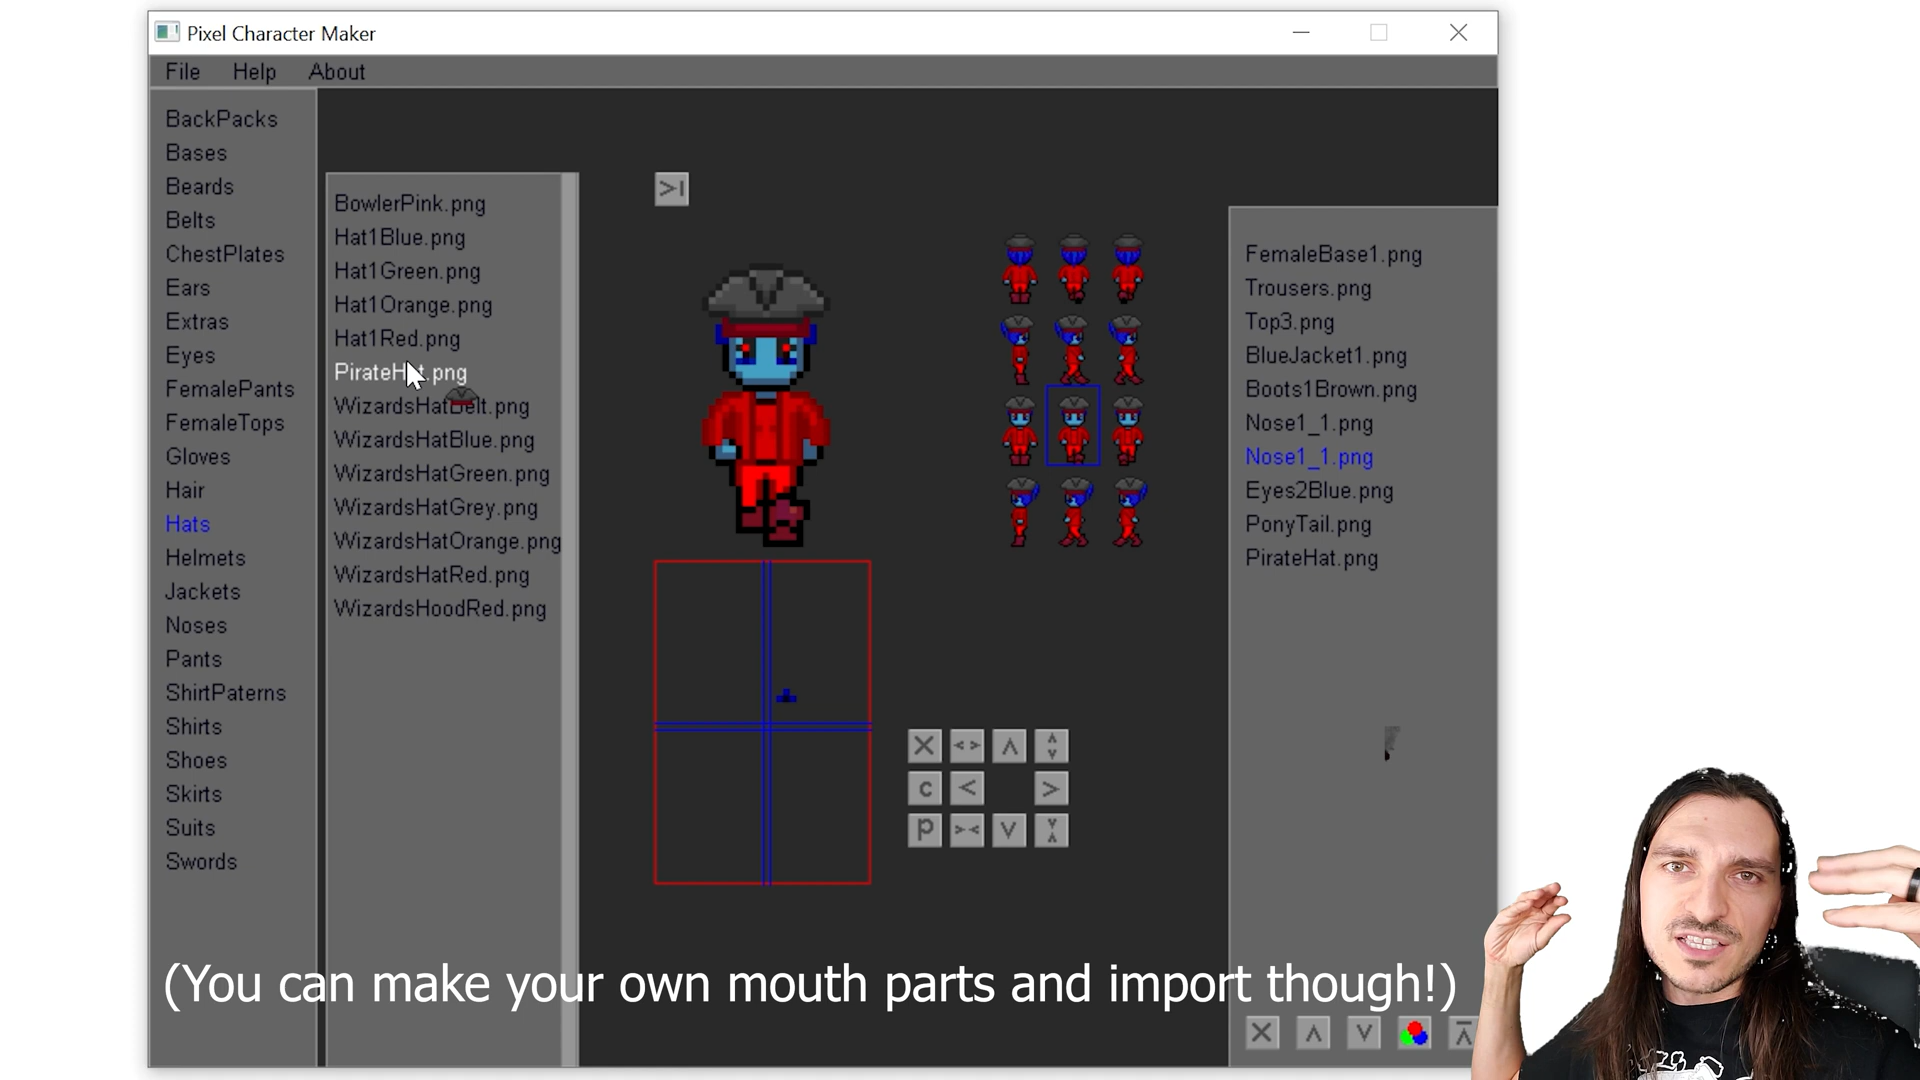 Pixel Character Maker
File Help About
BackPacks
Bases
Beards
Belts
ChestPlates
Ears
Extras
Eyes
FemalePants
FemaleTops
Gloves
Hair
Hats
Helmets
Jackets
Noses
Pants
ShirtPaterns
Shirts
Shoes
Skirts
Suits
Swords
BowlerPink.png
Hat1Blue.png
Hat1Green.png
Hat1Orange.png
Hat1Red.png
PirateHat.png
WizardsHatBelt.png
WizardsHatBlue.png
WizardsHatGreen.png
WizardsHatGrey.png
WizardsHatOrange.png
WizardsHatRed.png
WizardsHoodRed.png
>I
X < > ʌ
c < >
p > < v
FemaleBase1.png
Trousers.png
Top3.png
BlueJacket1.png
Boots1Brown.png
Nose1_1.png
Nose1_1.png
Eyes2Blue.png
PonyTail.png
PirateHat.png
(You can make your own mouth parts and import though!)
X ʌ v